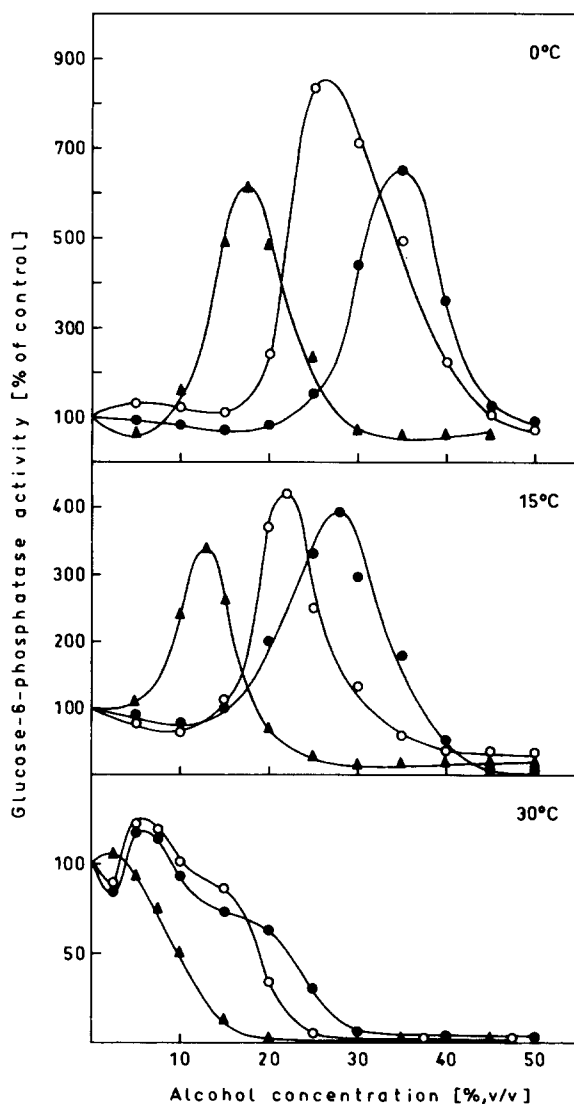 Glucose-6-phosphatase activity [% of control]
0°C
900
700
500
300
100
15°C
400
300
200
100
30°C
100
50
10 20 30 40 50
Alcohol concentration [%,v/v]